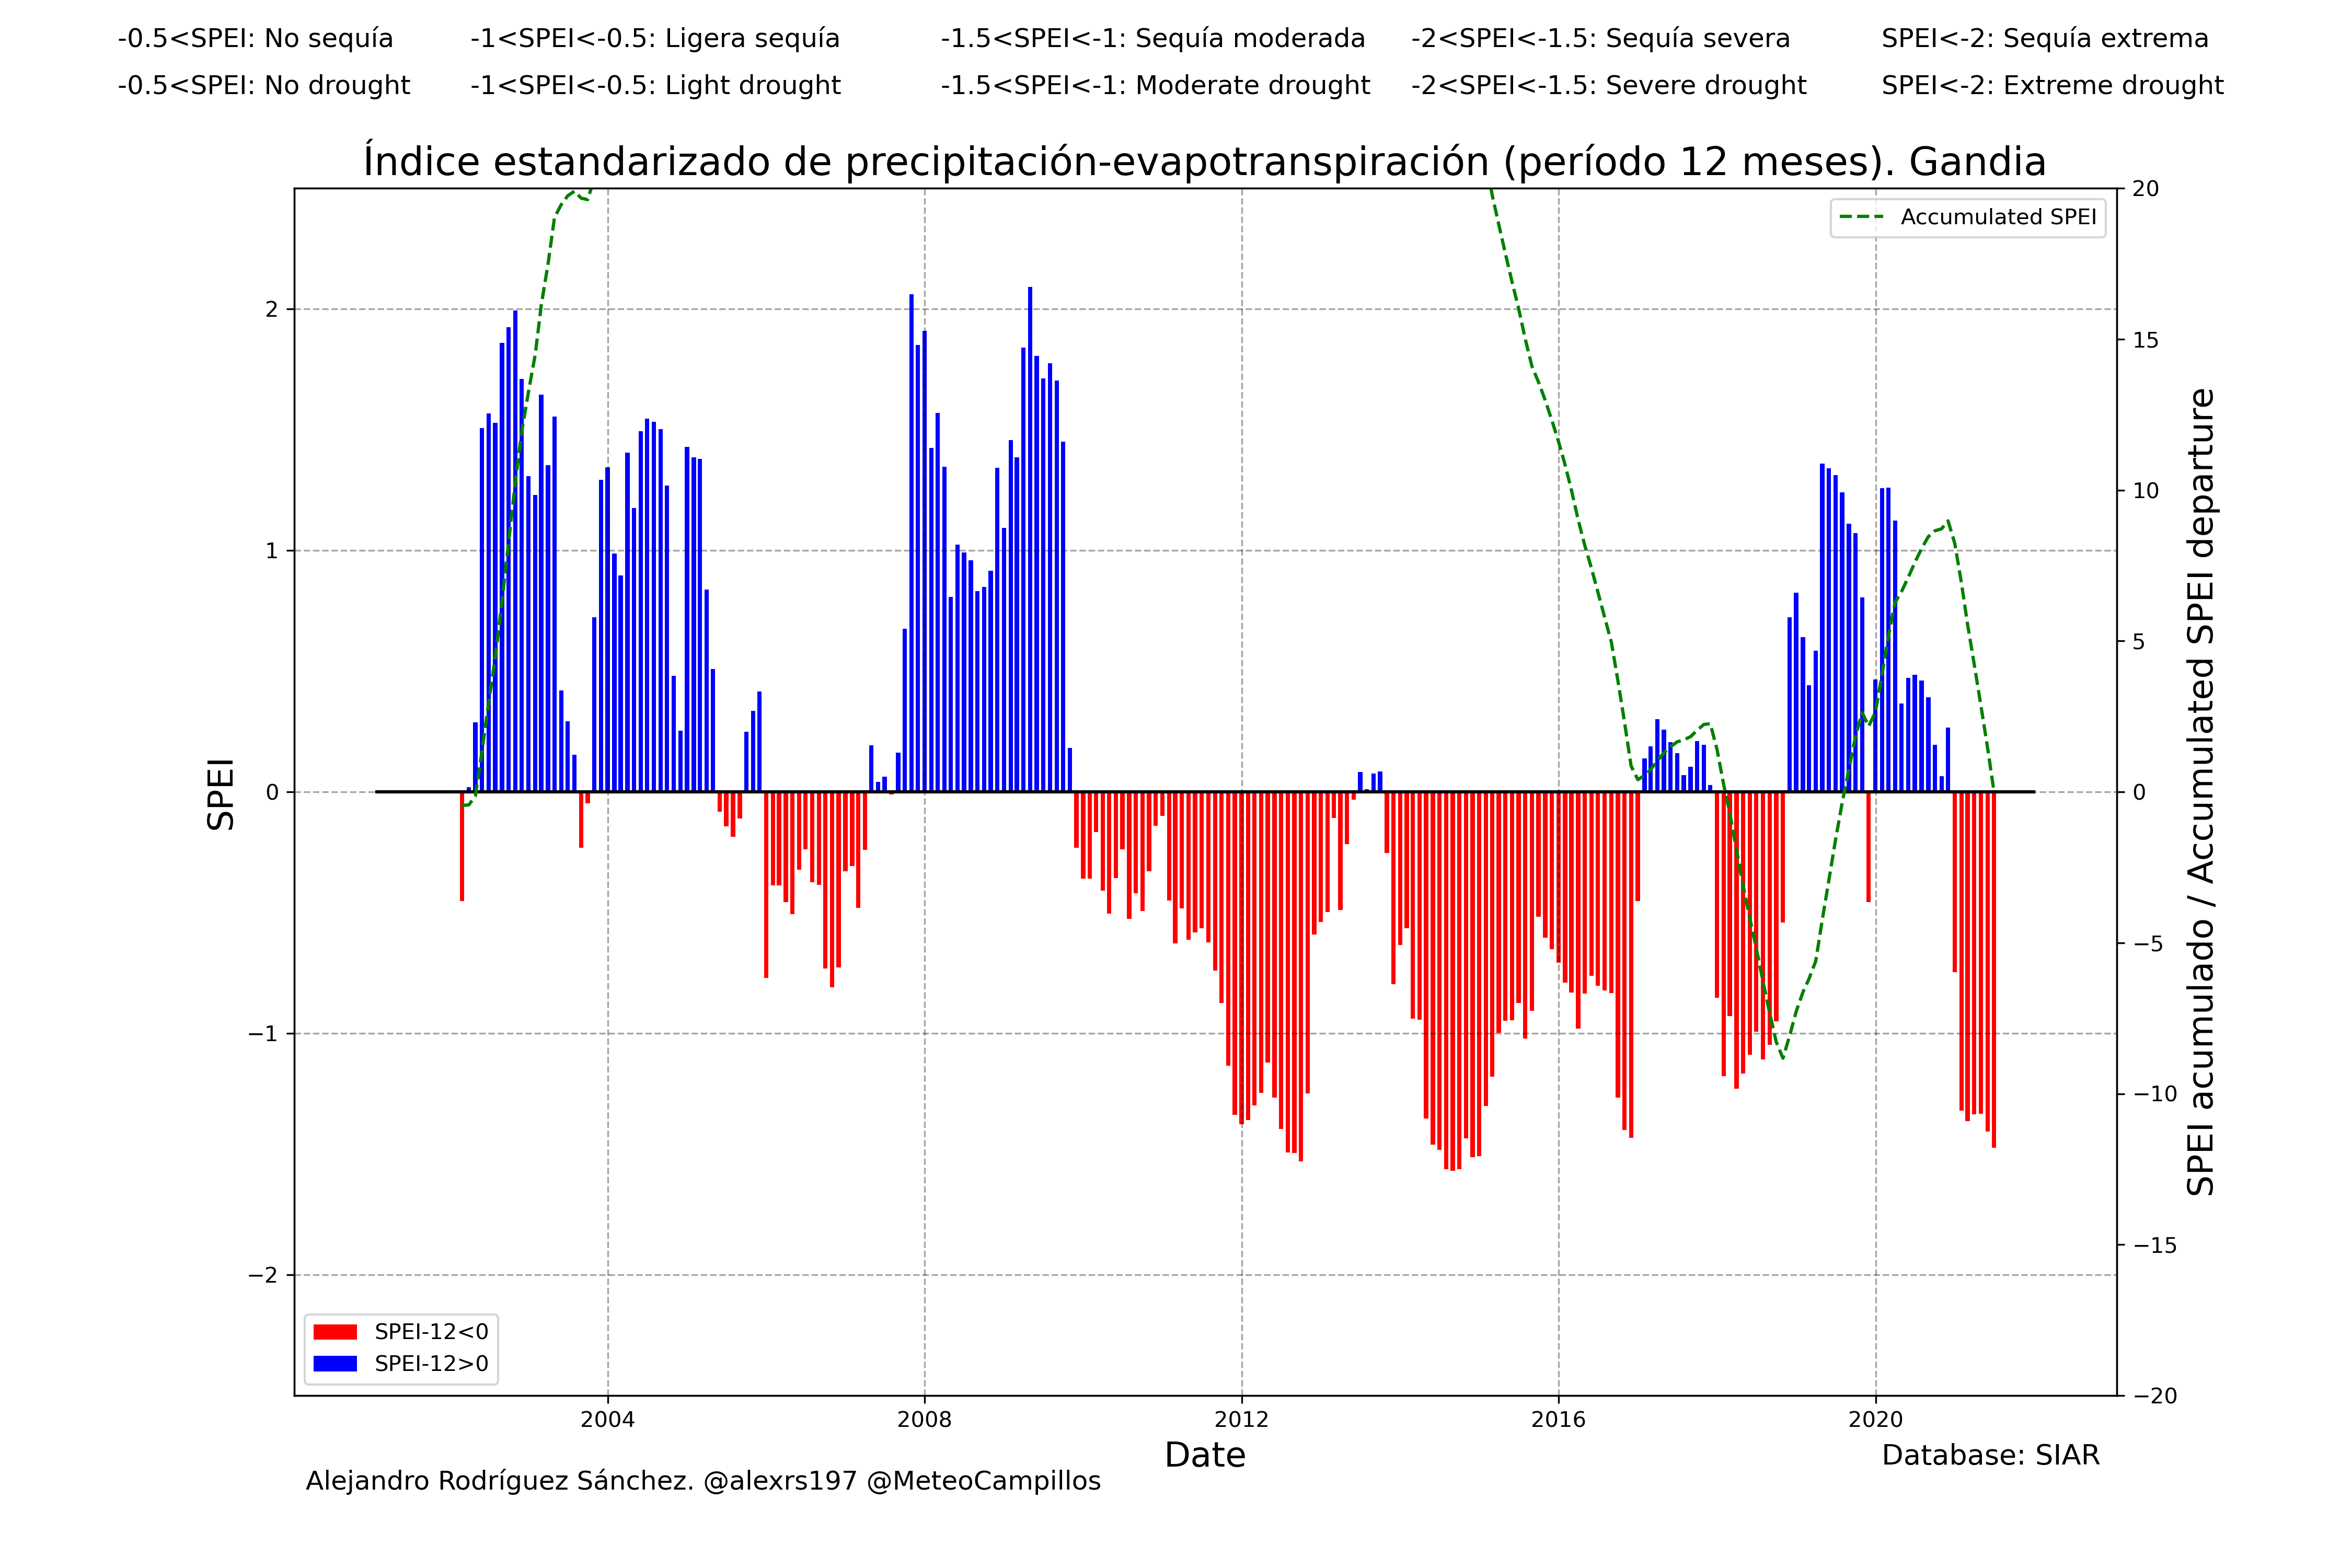 -0.5<SPEI: No sequía -1<SPEI<-0.5: Ligera sequía -1.5<SPEI<-1: Sequía moderada -2<SPEI<-1.5: Sequía severa SPEI<-2: Sequía extrema
-0.5<SPEI: No drought -1<SPEI<-0.5: Light drought -1.5<SPEI<-1: Moderate drought -2<SPEI<-1.5: Severe drought SPEI<-2: Extreme drought
Índice estandarizado de precipitación-evapotranspiración (período 12 meses). Gandia
Accumulated SPEI
SPEI
2
1
0
−1
−2
20
15
10
5
0
−5
−10
−15
−20
SPEI acumulado / Accumulated SPEI departure
SPEI-12<0
SPEI-12>0
2004 2008 2012 2016 2020
Date
Database: SIAR
Alejandro Rodríguez Sánchez. @alexrs197 @MeteoCampillos